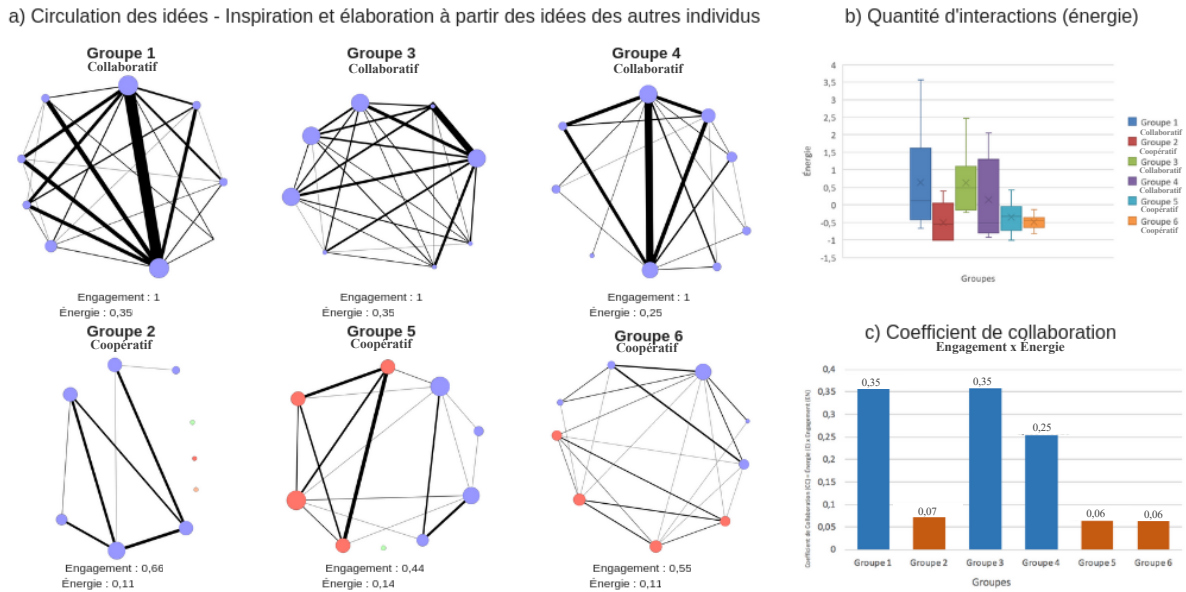 a) Circulation des idées - Inspiration et élaboration à partir des idées des autres individus
Groupe 1
Collaboratif
Groupe 3
Collaboratif
Groupe 4
Collaboratif
Engagement : 1
Énergie : 0,35
Engagement : 1
Énergie : 0,35
Engagement : 1
Énergie : 0,25
Groupe 2
Coopératif
Groupe 5
Coopératif
Groupe 6
Coopératif
Engagement : 0,66
Énergie : 0,11
Engagement : 0,44
Énergie : 0,14
Engagement : 0,55
Énergie : 0,11
b) Quantité d'interactions (énergie)
4
3,5
3
2,5
2
1,5
1
0,5
0
-0,5
-1
-1,5
Énergie
Groupes
Groupe 1
Collaboratif
Groupe 2
Coopératif
Groupe 3
Collaboratif
Groupe 4
Collaboratif
Groupe 5
Coopératif
Groupe 6
Coopératif
c) Coefficient de collaboration
Engagement x Énergie
Coefficient de Collaboration (CC) = Énergie (E) x Engagement (EN)
0,4
0,35
0,3
0,25
0,2
0,15
0,1
0,05
0
0,35
0,07
0,35
0,25
0,06
0,06
Groupe 1
Groupe 2
Groupe 3
Groupe 4
Groupe 5
Groupe 6
Groupes